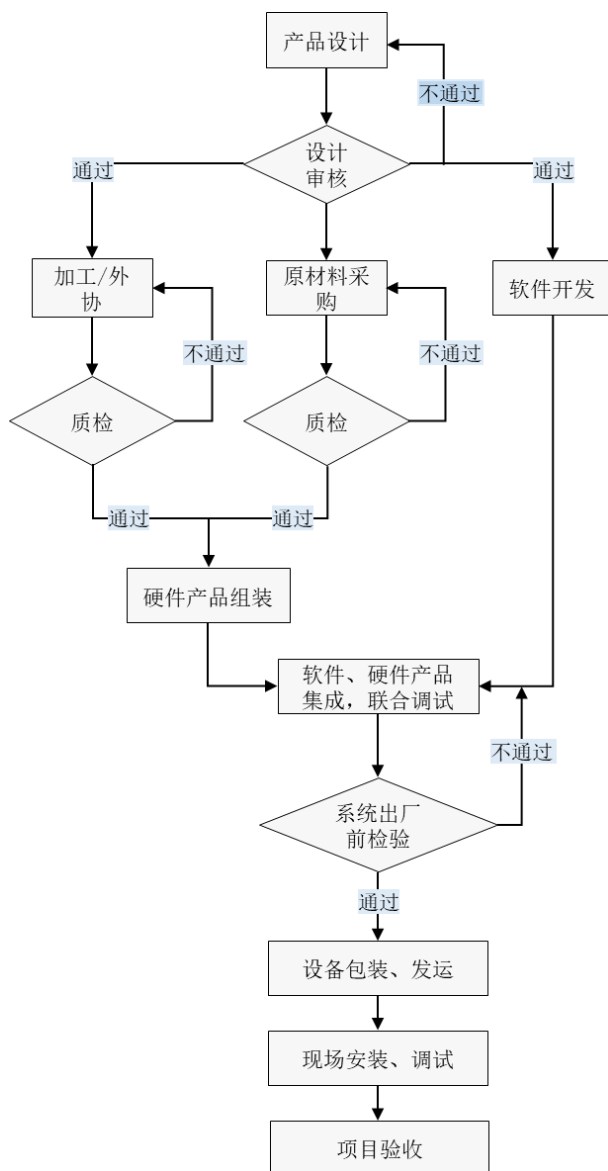 产品设计
不通过
设计
审核
通过
通过
加工/外
协
原材料采
购
软件开发
不通过
不通过
质检
质检
通过
通过
硬件产品组装
软件、硬件产品
集成，联合调试
不通过
系统出厂
前检验
通过
设备包装、发运
现场安装、调试
项目验收